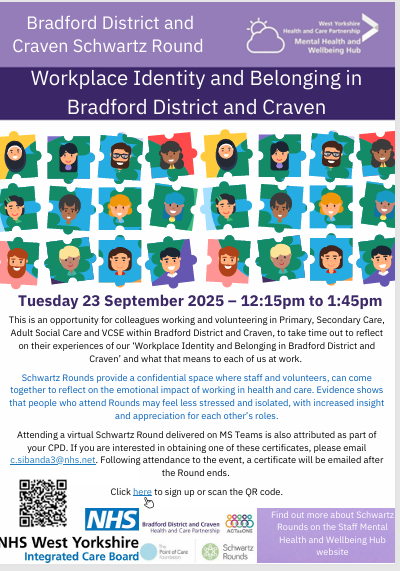 Bradford District and
Craven Schwartz Round
West Yorkshire
Health and Care Partnership
Mental Health and
Wellbeing Hub
Workplace Identity and Belonging in
Bradford District and Craven
Tuesday 23 September 2025 – 12:15pm to 1:45pm
This is an opportunity for colleagues working and volunteering in Primary, Secondary Care,
Adult Social Care and VCSE within Bradford District and Craven, to take time out to reflect
on their experiences of our ‘Workplace Identity and Belonging in Bradford District and
Craven’ and what that means to each of us at work.
Schwartz Rounds provide a confidential space where staff and volunteers, can come
together to reflect on the emotional impact of working in health and care. Evidence shows
that people who attend Rounds may feel less stressed and isolated, with increased insight
and appreciation for each other’s roles.
Attending a virtual Schwartz Round delivered on MS Teams is also attributed as part of
your CPD. If you are interested in obtaining one of these certificates, please email
c.sibanda3@nhs.net. Following attendance to the event, a certificate will be emailed after
the Round ends.
Click here to sign up or scan the QR code.
NHS
NHS West Yorkshire
Integrated Care Board
Bradford District and Craven
Health and Care Partnership
ACTasONE
The Point of Care
Foundation
Schwartz
Rounds
Find out more about Schwartz
Rounds on the Staff Mental
Health and Wellbeing Hub
website